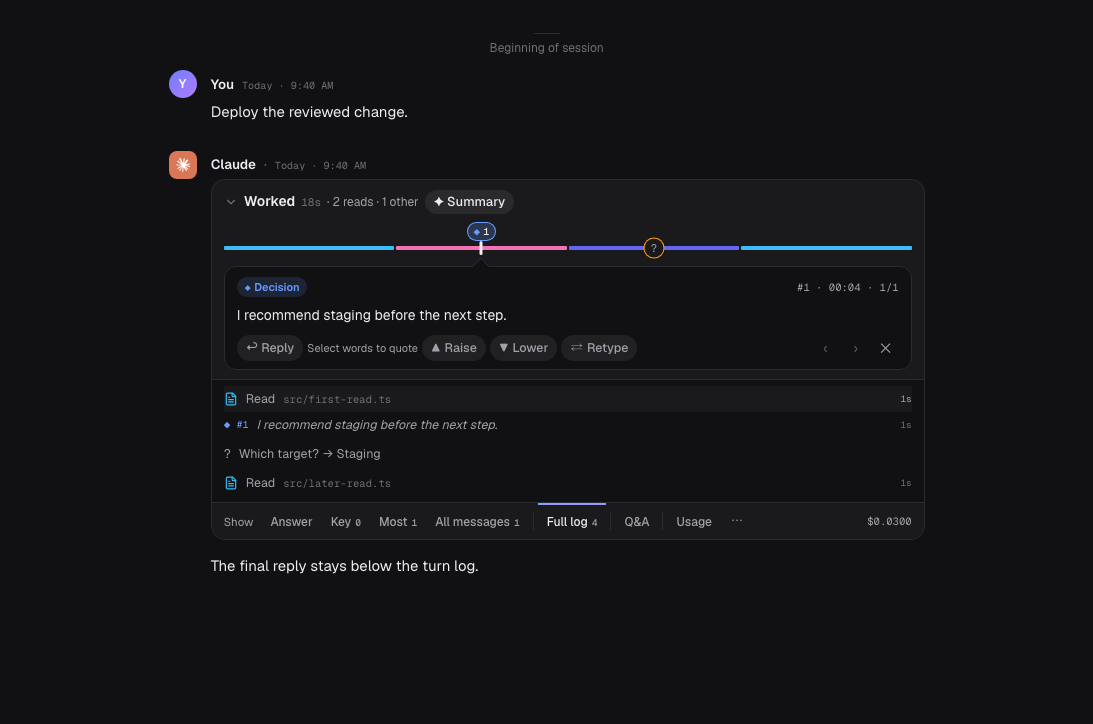 Beginning of session
Y You Today · 9:40 AM
Deploy the reviewed change.
Claude · Today · 9:40 AM
Worked 18s · 2 reads · 1 other ✦ Summary
◆ 1
?
◆ Decision #1 · 00:04 · 1/1
I recommend staging before the next step.
↩ Reply Select words to quote ▲ Raise ▼ Lower ⇄ Retype ‹ › ✕
Read src/first-read.ts 1s
◆ #1 I recommend staging before the next step. 1s
? Which target? → Staging
Read src/later-read.ts 1s
Show Answer Key 0 Most 1 All messages 1 Full log 4 Q&A Usage ··· $0.0300
The final reply stays below the turn log.